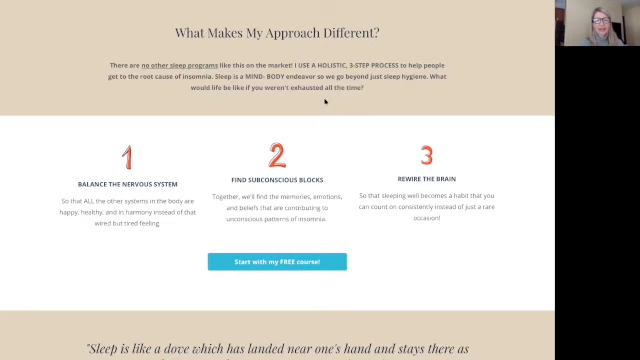 What Makes My Approach Different?
There are no other sleep programs like this on the market! I USE A HOLISTIC, 3-STEP PROCESS to help people
get to the root cause of insomnia. Sleep is a MIND- BODY endeavor so we go beyond just sleep hygiene. What
would life be like if you weren't exhausted all the time?
1
BALANCE THE NERVOUS SYSTEM
So that ALL the other systems in the body are
happy, healthy, and in harmony instead of that
wired but tired feeling.
2
FIND SUBCONSCIOUS BLOCKS
Together, we'll find the memories, emotions,
and beliefs that are contributing to
unconscious patterns of insomnia.
3
REWIRE THE BRAIN
So that sleeping well becomes a habit that you
can count on consistently instead of just a rare
occasion!
Start with my FREE course!
"Sleep is like a dove which has landed near one's hand and stays there as